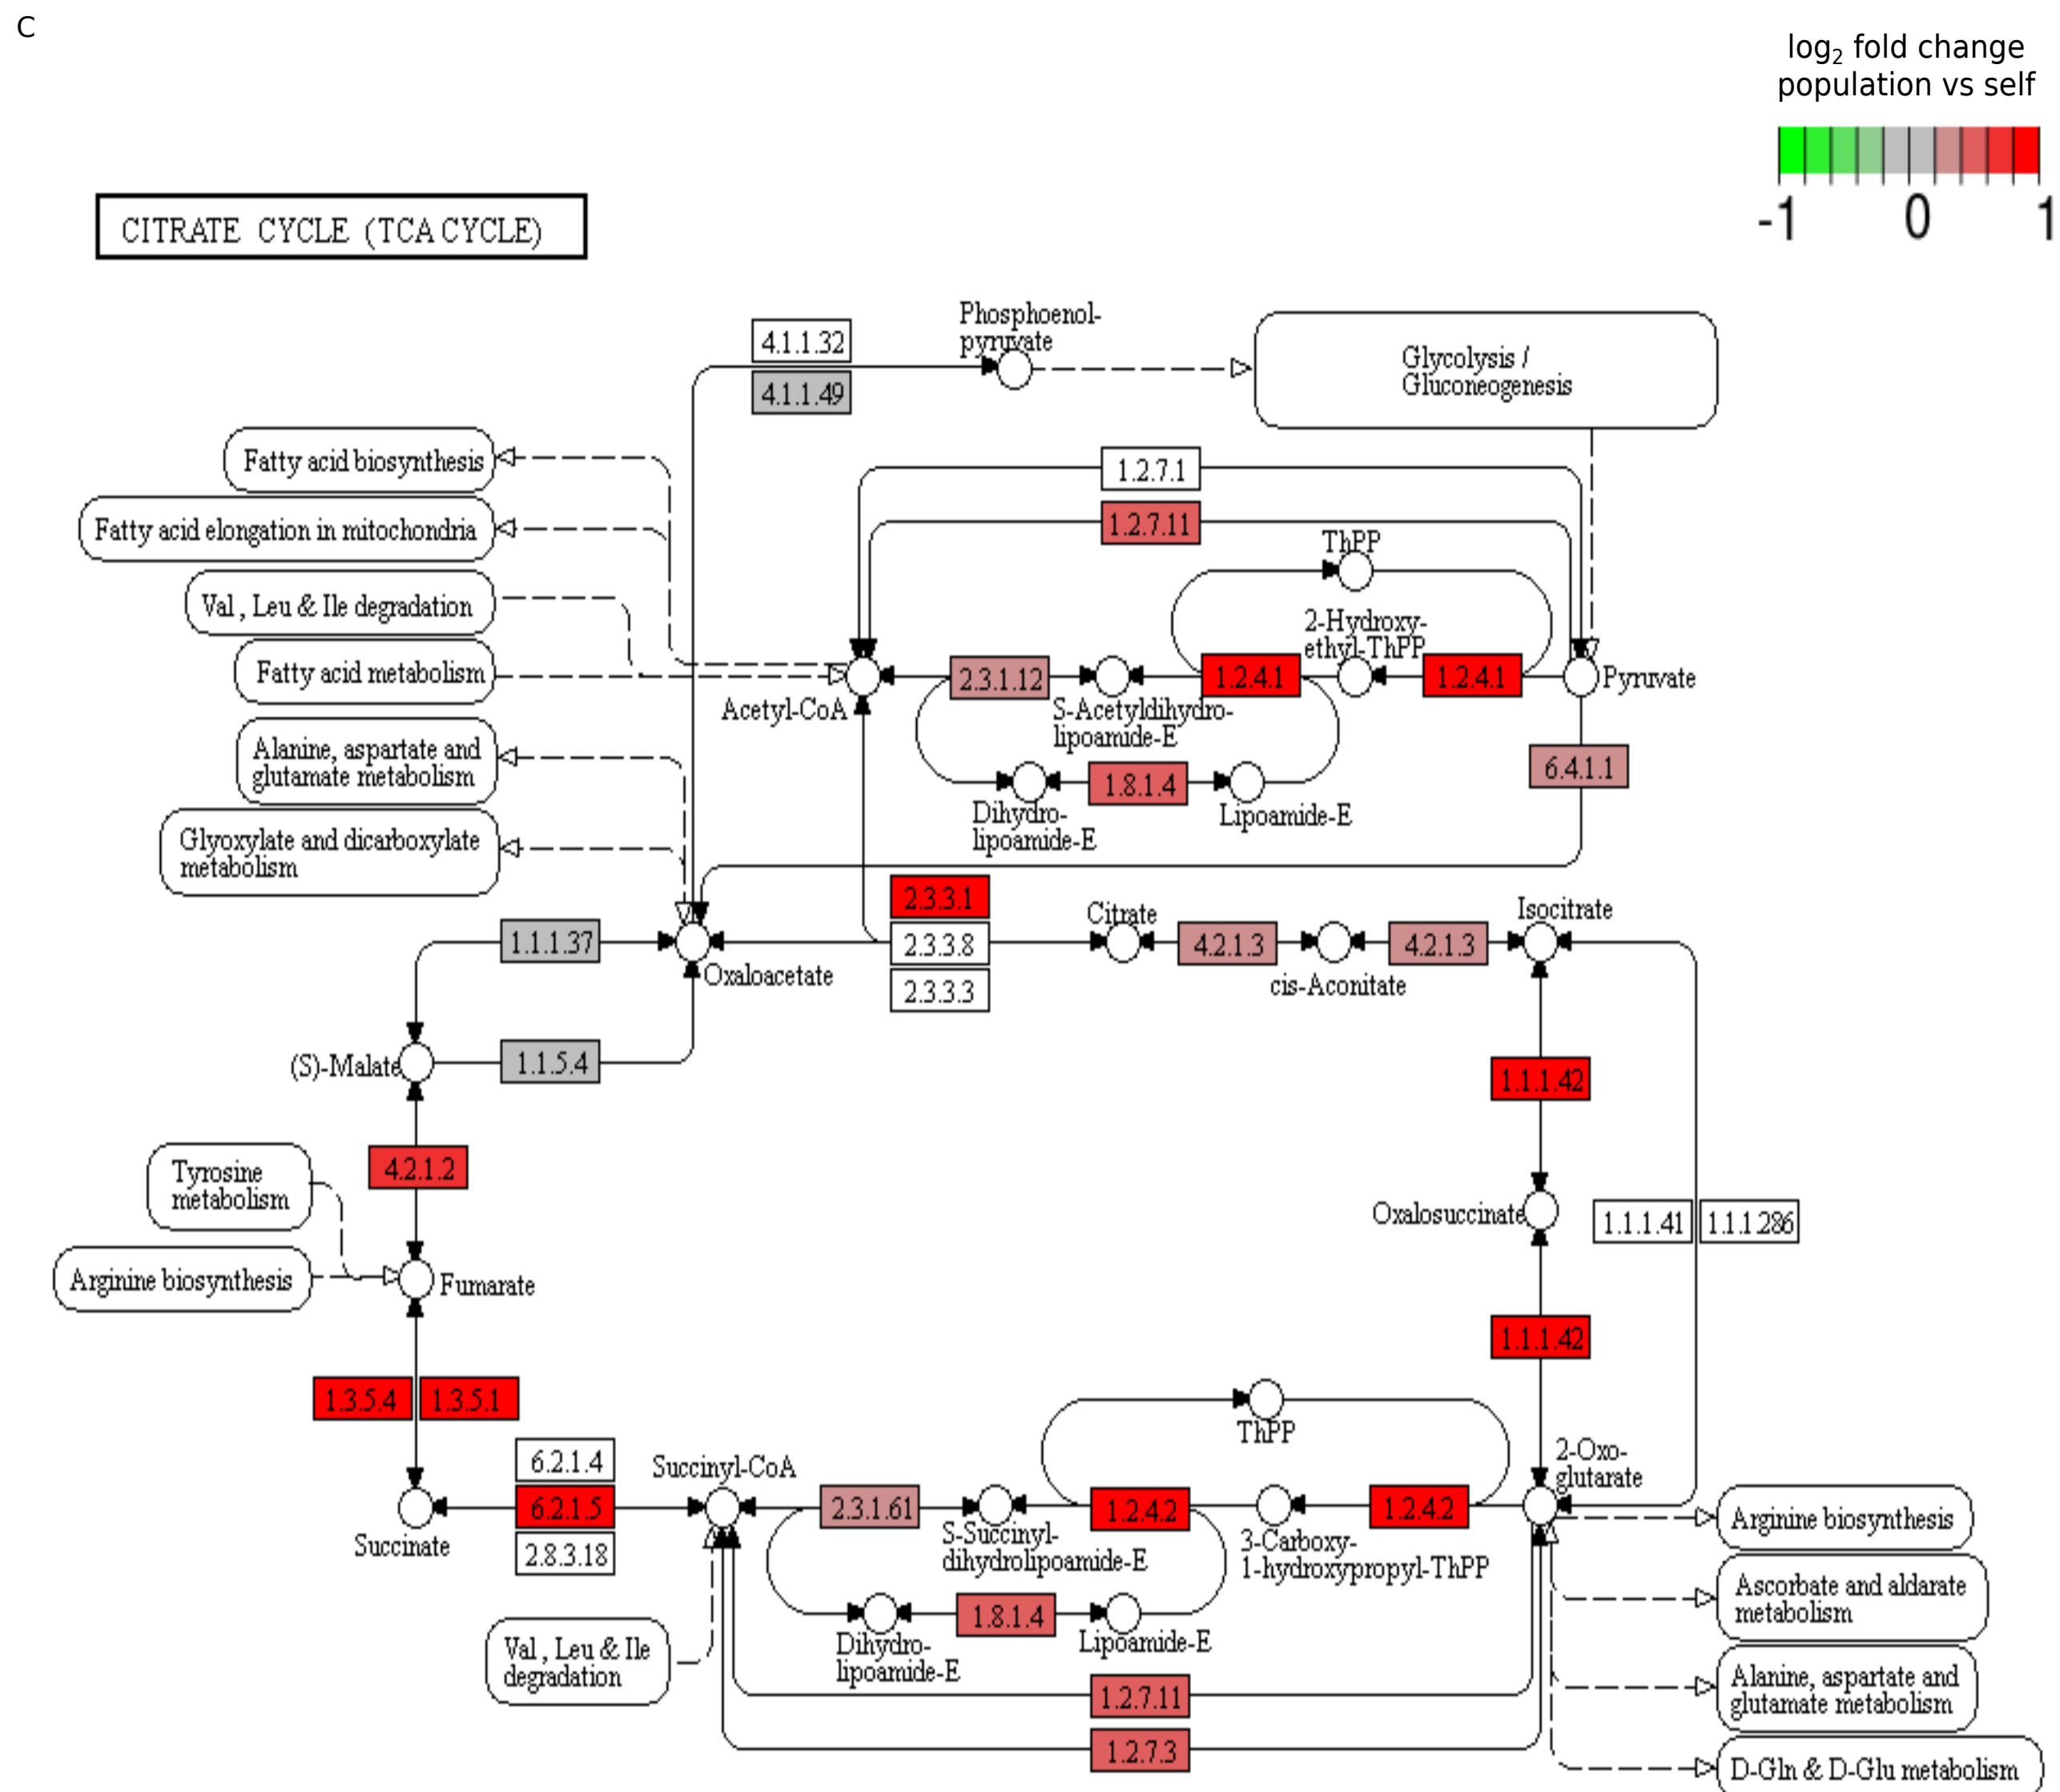 C
log2 fold change
population vs self
-1 0 1
CITRATE CYCLE (TCA CYCLE)
Phosphoenol-
pyruvate
4.1.1.32
4.1.1.49
Glycolysis /
Gluconeogenesis
Fatty acid biosynthesis
1.2.7.1
Fatty acid elongation in mitochondria
1.2.7.11
ThPP
Val , Leu & Ile degradation
2-Hydroxy-
ethyl-ThPP
Fatty acid metabolism
2.3.1.12
1.2.4.1
1.2.4.1
Pyruvate
Acetyl-CoA
S-Acetyldihydro-
lipoamide-E
Alanine, aspartate and
glutamate metabolism
6.4.1.1
1.8.1.4
Dihydro-
lipoamide-E
Lipoamide-E
Glyoxylate and dicarboxylate
metabolism
2.3.3.1
Citrate
Isocitrate
1.1.1.37
2.3.3.8
4.2.1.3
4.2.1.3
Oxaloacetate
2.3.3.3
cis-Aconitate
(S)-Malate
1.1.5.4
1.1.1.42
4.2.1.2
Tyrosine
metabolism
Oxalosuccinate
1.1.1.41
1.1.1.286
Arginine biosynthesis
Fumarate
1.1.1.42
1.3.5.4
1.3.5.1
ThPP
6.2.1.4
Succinyl-CoA
2-Oxo-
glutarate
6.2.1.5
2.3.1.61
1.2.4.2
1.2.4.2
Arginine biosynthesis
Succinate
2.8.3.18
S-Succinyl-
dihydrolipoamide-E
3-Carboxy-
1-hydroxypropyl-ThPP
Ascorbate and aldarate
metabolism
1.8.1.4
Dihydro-
lipoamide-E
Lipoamide-E
Val , Leu & Ile
degradation
1.2.7.11
Alanine, aspartate and
glutamate metabolism
1.2.7.3
D-Gln & D-Glu metabolism